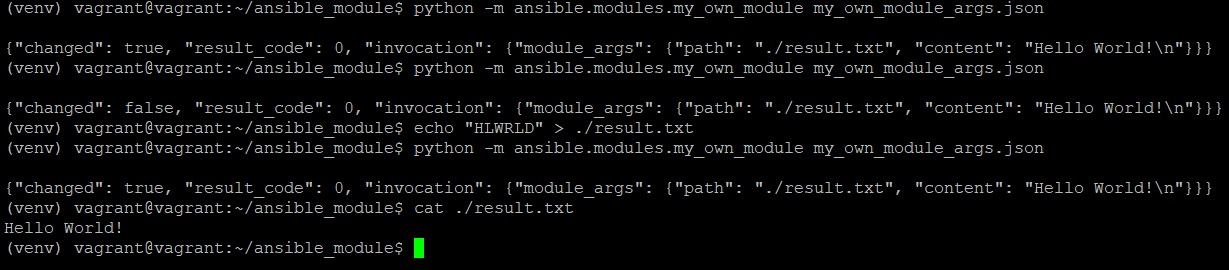 (venv) vagrant@vagrant:~/ansible_module$ python -m ansible.modules.my_own_module my_own_module_args.json
{"changed": true, "result_code": 0, "invocation": {"module_args": {"path": "./result.txt", "content": "Hello World!\n"}}}
(venv) vagrant@vagrant:~/ansible_module$ python -m ansible.modules.my_own_module my_own_module_args.json
{"changed": false, "result_code": 0, "invocation": {"module_args": {"path": "./result.txt", "content": "Hello World!\n"}}}
(venv) vagrant@vagrant:~/ansible_module$ echo "HLWRLD" > ./result.txt
(venv) vagrant@vagrant:~/ansible_module$ python -m ansible.modules.my_own_module my_own_module_args.json
{"changed": true, "result_code": 0, "invocation": {"module_args": {"path": "./result.txt", "content": "Hello World!\n"}}}
(venv) vagrant@vagrant:~/ansible_module$ cat ./result.txt
Hello World!
(venv) vagrant@vagrant:~/ansible_module$